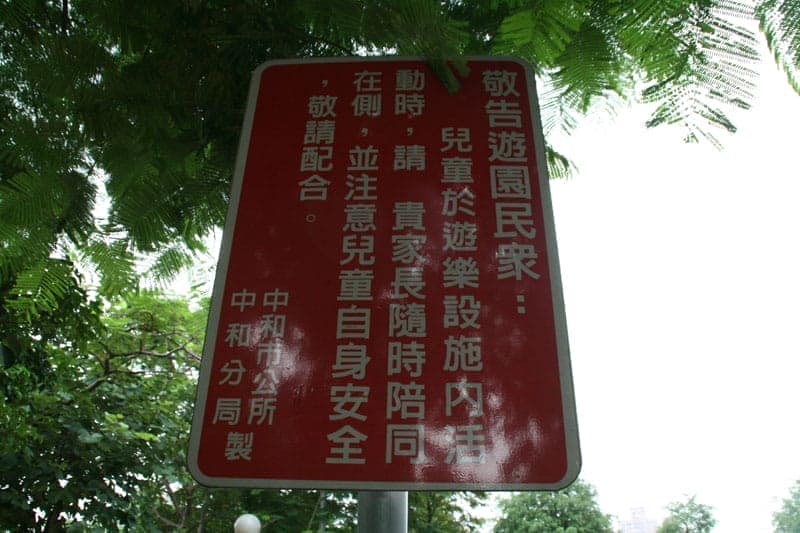 敬告遊園民衆：
兒童於遊樂設施內活
動時，請　貴家長隨時陪同
在側，並注意兒童自身安全
，敬請配合。
中和市公所
中和分局製